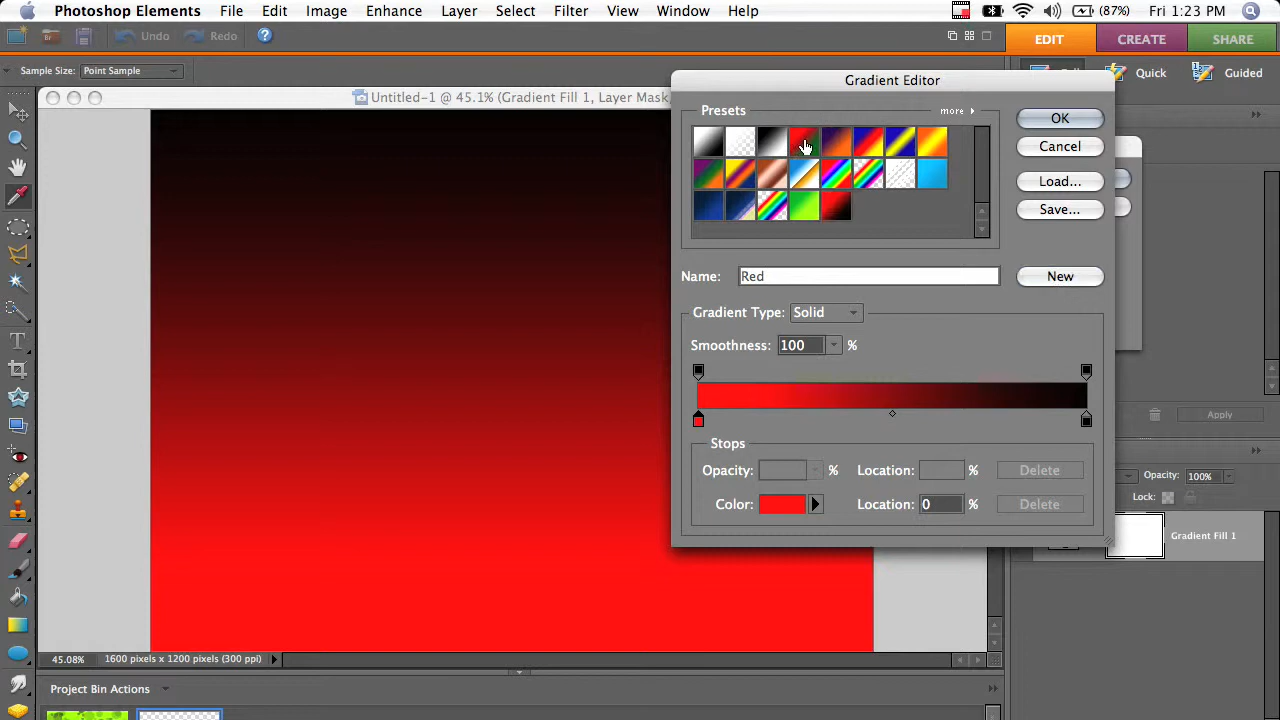 Photoshop Elements File Edit Image Enhance Layer Select Filter View Window Help (87%) Fri 1:23 PM
Undo Redo EDIT CREATE SHARE
Sample Size: Point Sample Quick Guided
Untitled-1 @ 45.1% (Gradient Fill 1, Layer Mask,
Gradient Editor
Presets more
OK
Cancel
Load...
Save...
Name: Red New
Gradient Type: Solid
Smoothness: 100 %
Stops
Opacity: % Location: % Delete
Color: Location: 0 % Delete
Apply
Opacity: 100%
Lock:
Gradient Fill 1
45.08% 1600 pixels x 1200 pixels (300 ppi)
Project Bin Actions